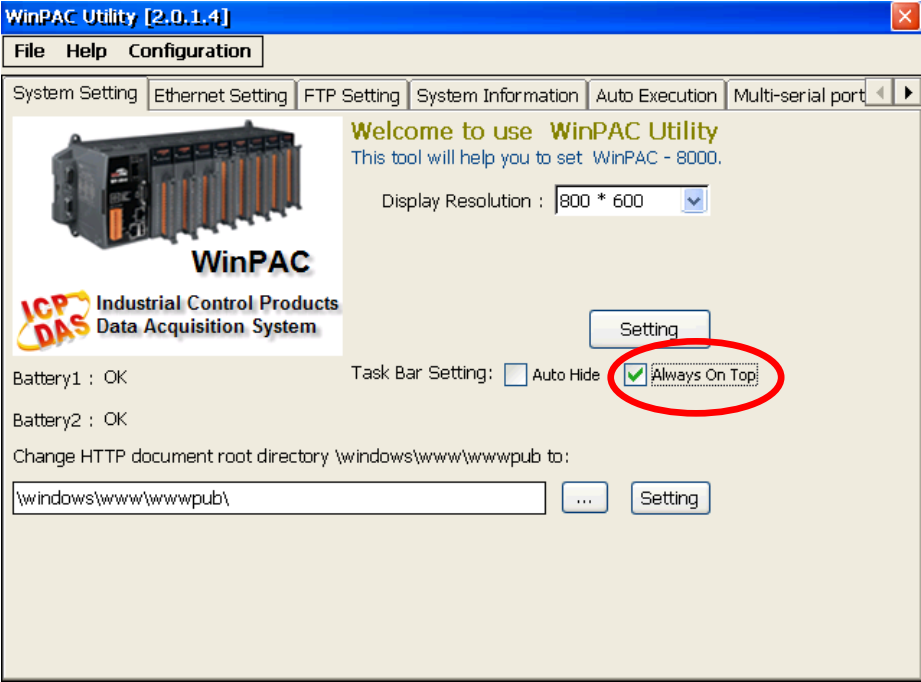 WinPAC Utility [2.0.1.4]
File Help Configuration
System Setting Ethernet Setting FTP Setting System Information Auto Execution Multi-serial port
Welcome to use WinPAC Utility
This tool will help you to set WinPAC - 8000.
Display Resolution : 800 * 600
WinPAC
ICP DAS
Industrial Control Products
Data Acquisition System
Setting
Battery1 : OK
Task Bar Setting: Auto Hide Always On Top
Battery2 : OK
Change HTTP document root directory \windows\www\wwwpub to:
\windows\www\wwwpub\ ... Setting